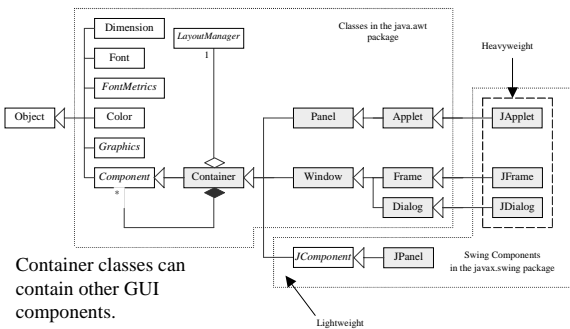 Dimension
Font
FontMetrics
Object
Color
Graphics
Component
*
LayoutManager
1
Container
Classes in the java.awt
package
Panel
Applet
Window
Frame
Dialog
Heavyweight
JApplet
JFrame
JDialog
JComponent
JPanel
Swing Components
in the javax.swing package
Lightweight
Container classes can
contain other GUI
components.